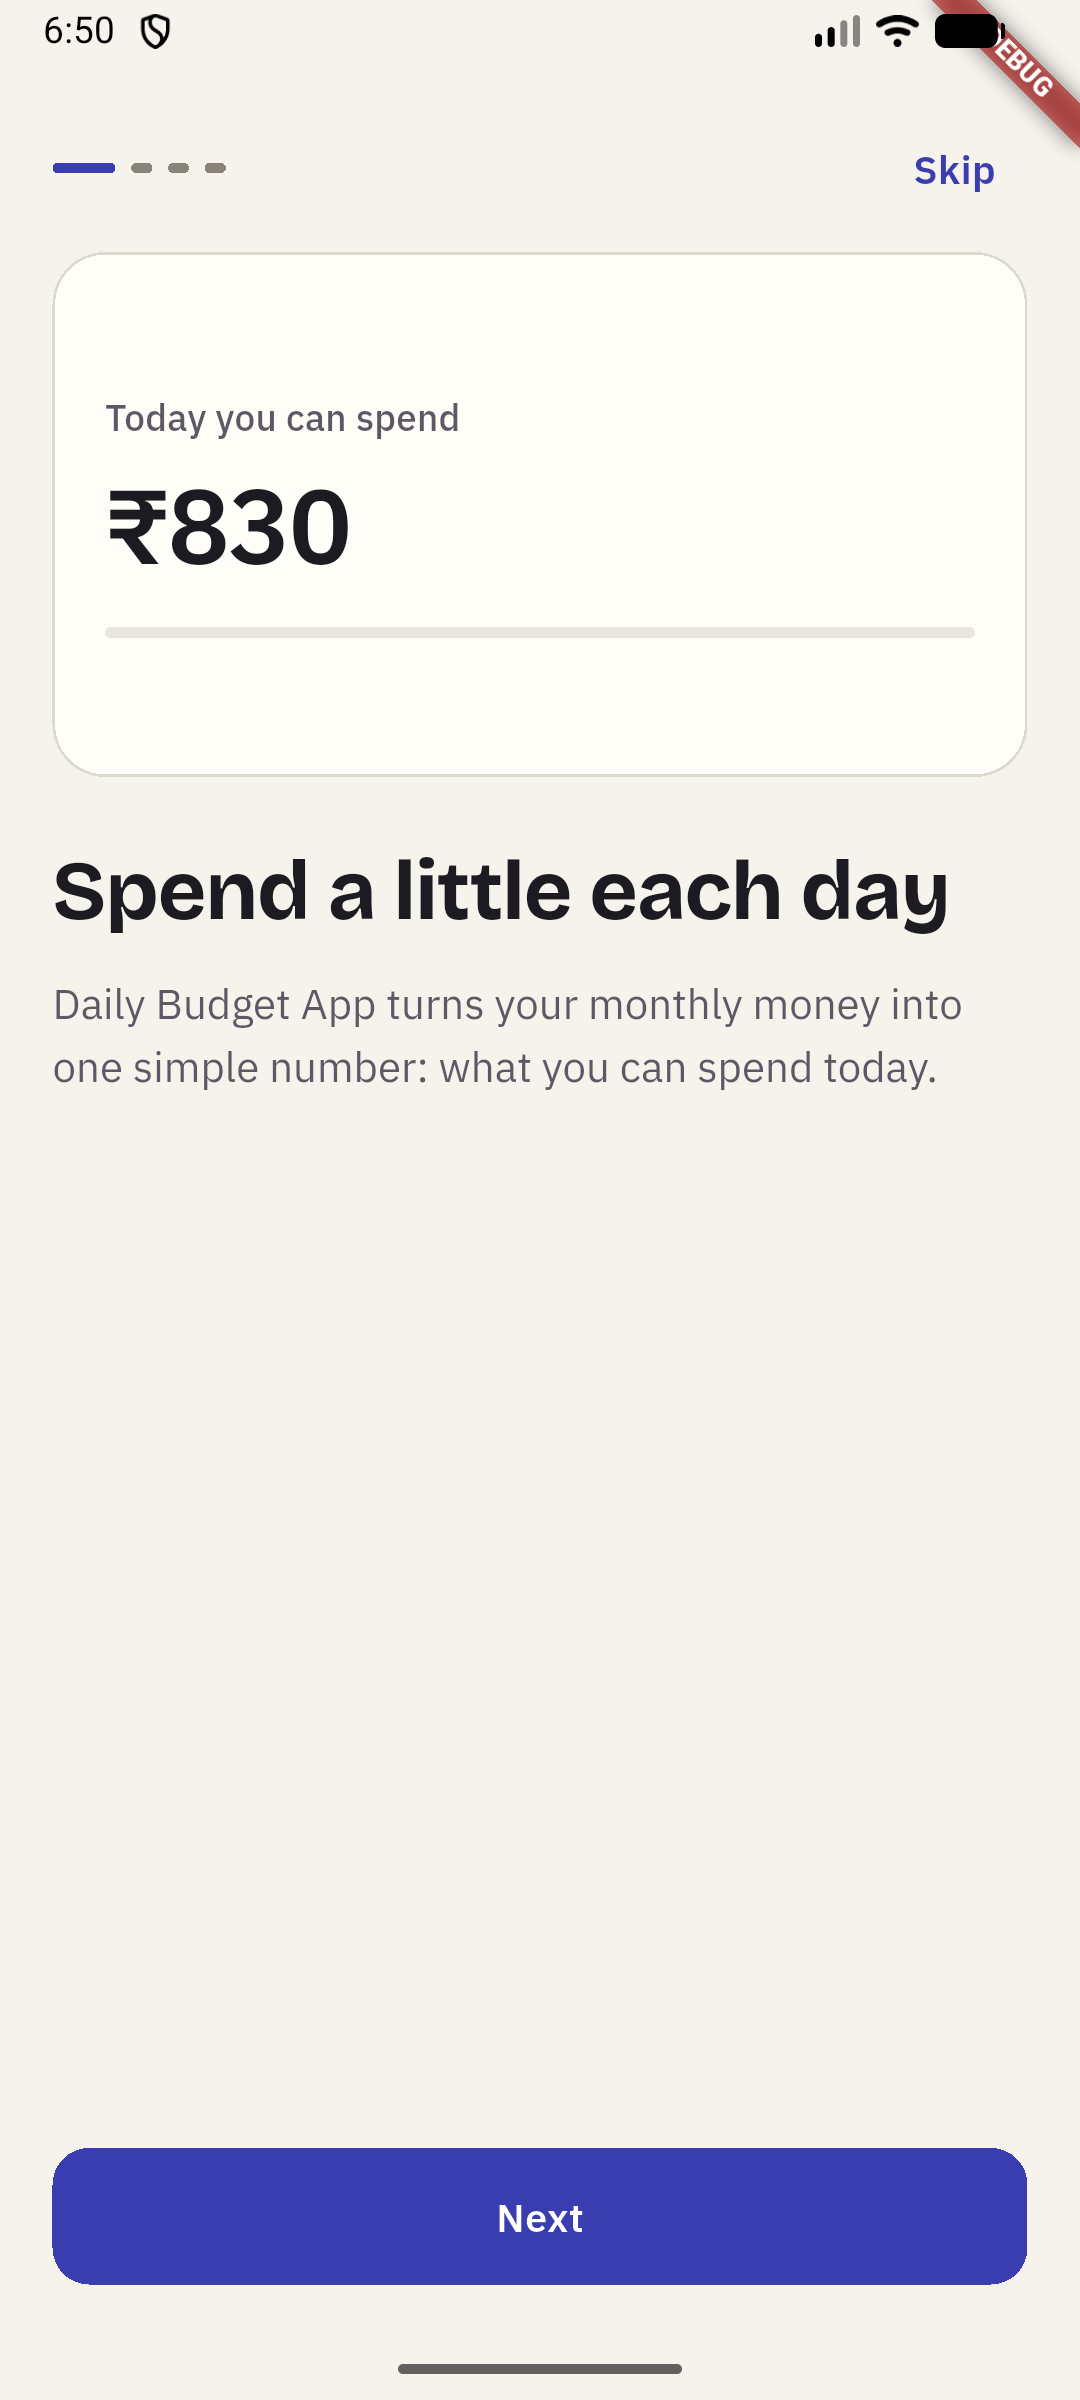 6:50
EBUG
Skip
Today you can spend
₹830
Spend a little each day
Daily Budget App turns your monthly money into
one simple number: what you can spend today.
Next